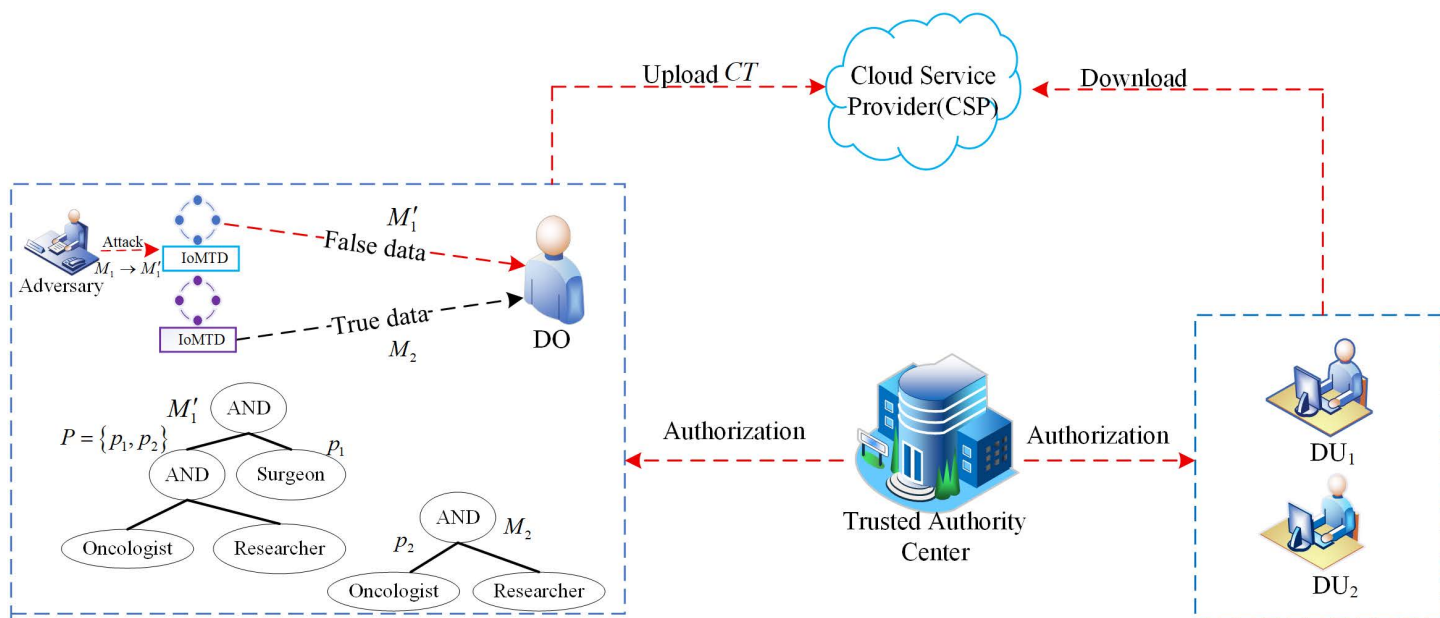 Upload CT
Cloud Service
Provider(CSP)
Download
Attack
M₁ → M₁′
Adversary
IoMTD
IoMTD
M₁′
False data
True data
M₂
DO
M₁′
AND
P = {p₁, p₂}
p₁
AND
Surgeon
Oncologist
Researcher
AND
M₂
p₂
Oncologist
Researcher
Authorization
Authorization
Trusted Authority
Center
DU₁
DU₂